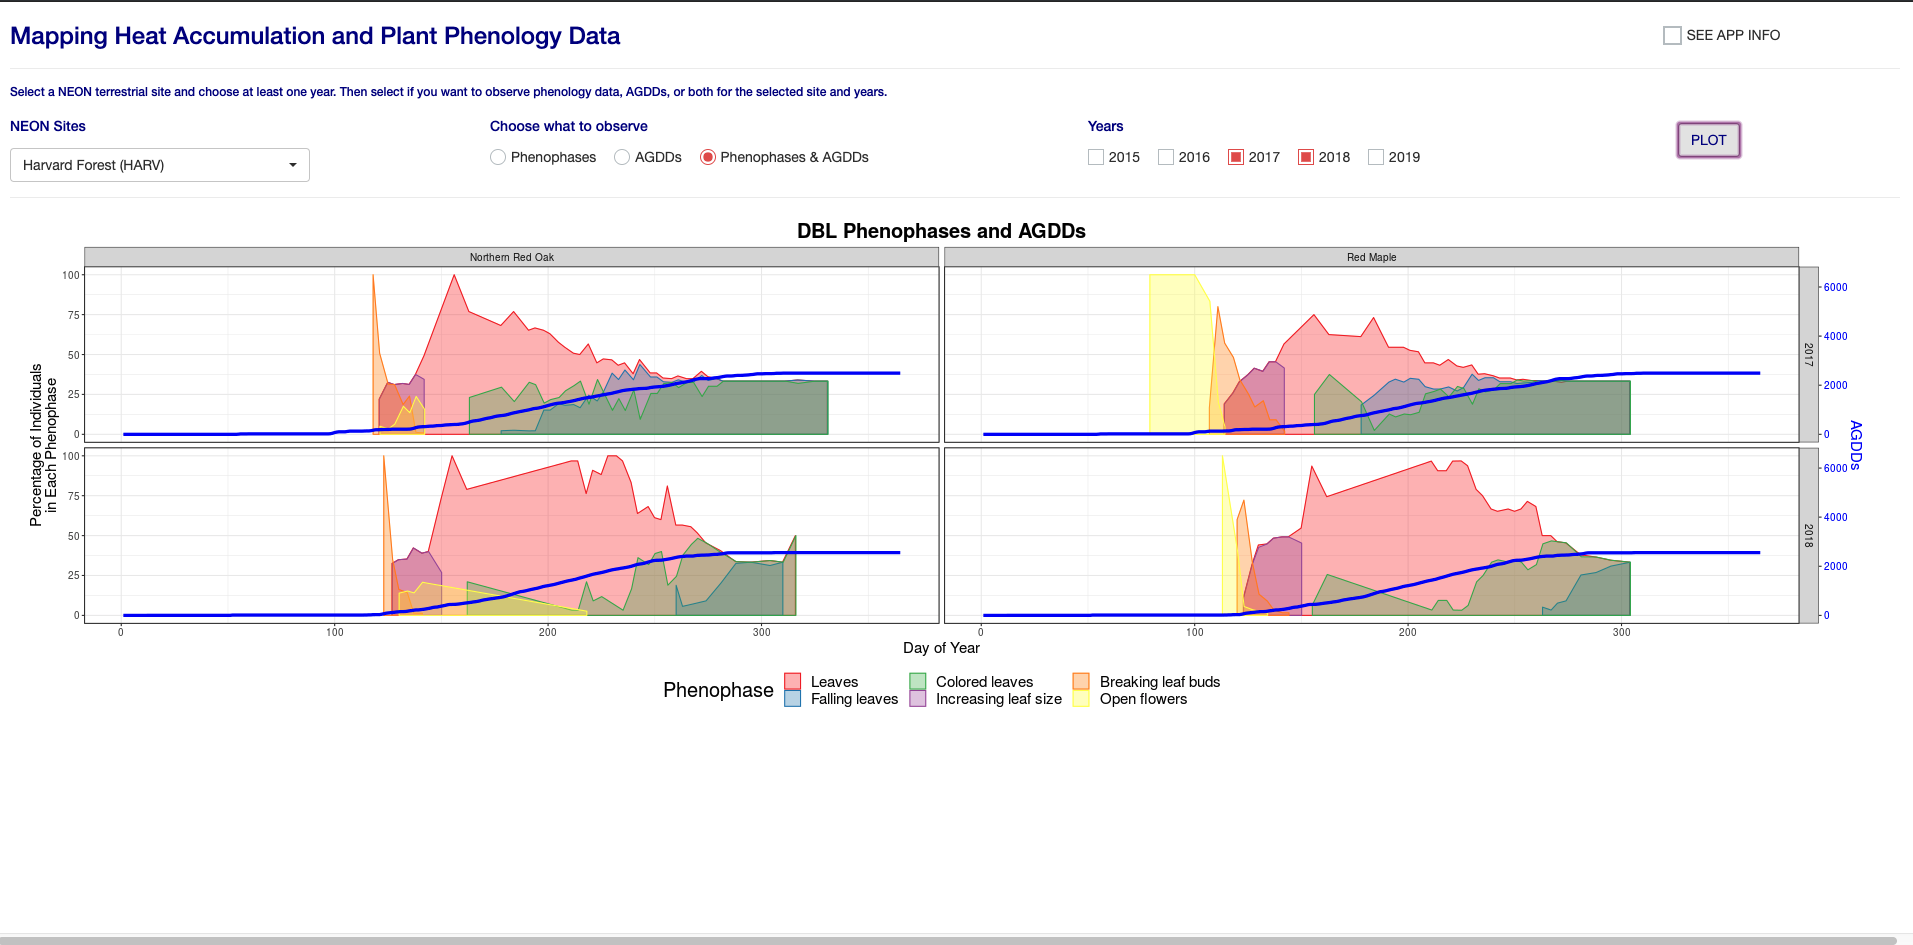 Mapping Heat Accumulation and Plant Phenology Data
SEE APP INFO
Select a NEON terrestrial site and choose at least one year. Then select if you want to observe phenology data, AGDDs, or both for the selected site and years.
NEON Sites
Harvard Forest (HARV)
Choose what to observe
Phenophases AGDDs Phenophases & AGDDs
Years
2015 2016 2017 2018 2019
PLOT
DBL Phenophases and AGDDs
Northern Red Oak Red Maple
Percentage of Individuals
in Each Phenophase
100
75
50
25
0
100
75
50
25
0
2017
2018
6000
4000
2000
0
6000
4000
2000
0
AGDDs
0 100 200 300 0 100 200 300
Day of Year
Phenophase
Leaves Colored leaves Breaking leaf buds
Falling leaves Increasing leaf size Open flowers